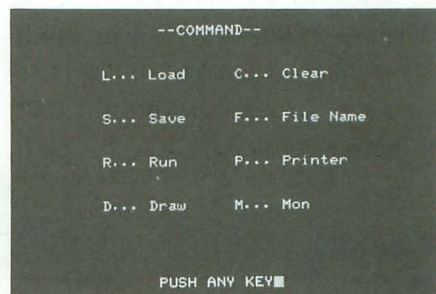 --COMMAND--
L... Load C... Clear
S... Save F... File Name
R... Run P... Printer
D... Draw M... Mon
PUSH ANY KEY